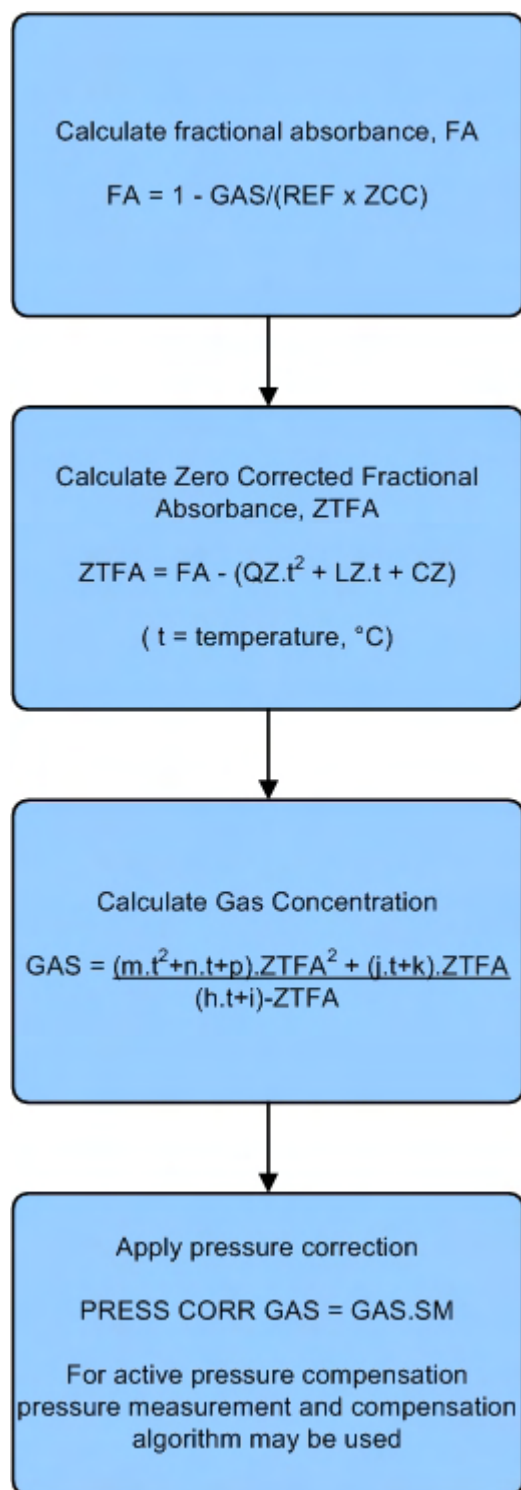 Calculate fractional absorbance, FA
FA = 1 - GAS/(REF x ZCC)
Calculate Zero Corrected Fractional
Absorbance, ZTFA
ZTFA = FA - (QZ.t² + LZ.t + CZ)
( t = temperature, °C)
Calculate Gas Concentration
GAS = (m.t²+n.t+p).ZTFA² + (j.t+k).ZTFA
(h.t+i)-ZTFA
Apply pressure correction
PRESS CORR GAS = GAS.SM
For active pressure compensation
pressure measurement and compensation
algorithm may be used